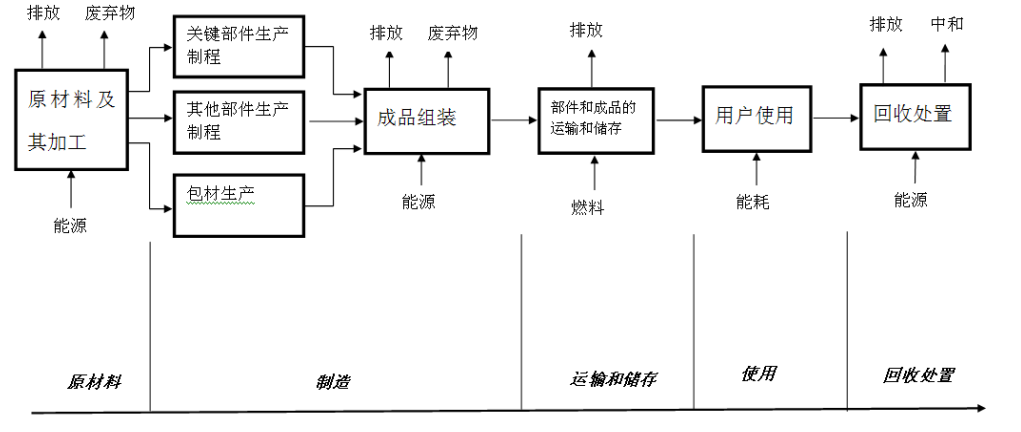 排放 废弃物
原材料及
其加工
能源
关键部件生产
制程
其他部件生产
制程
包材生产
排放 废弃物
成品组装
能源
排放
部件和成品的
运输和储存
燃料
用户使用
能耗
排放 中和
回收处置
能源
原材料 制造 运输和储存 使用 回收处置